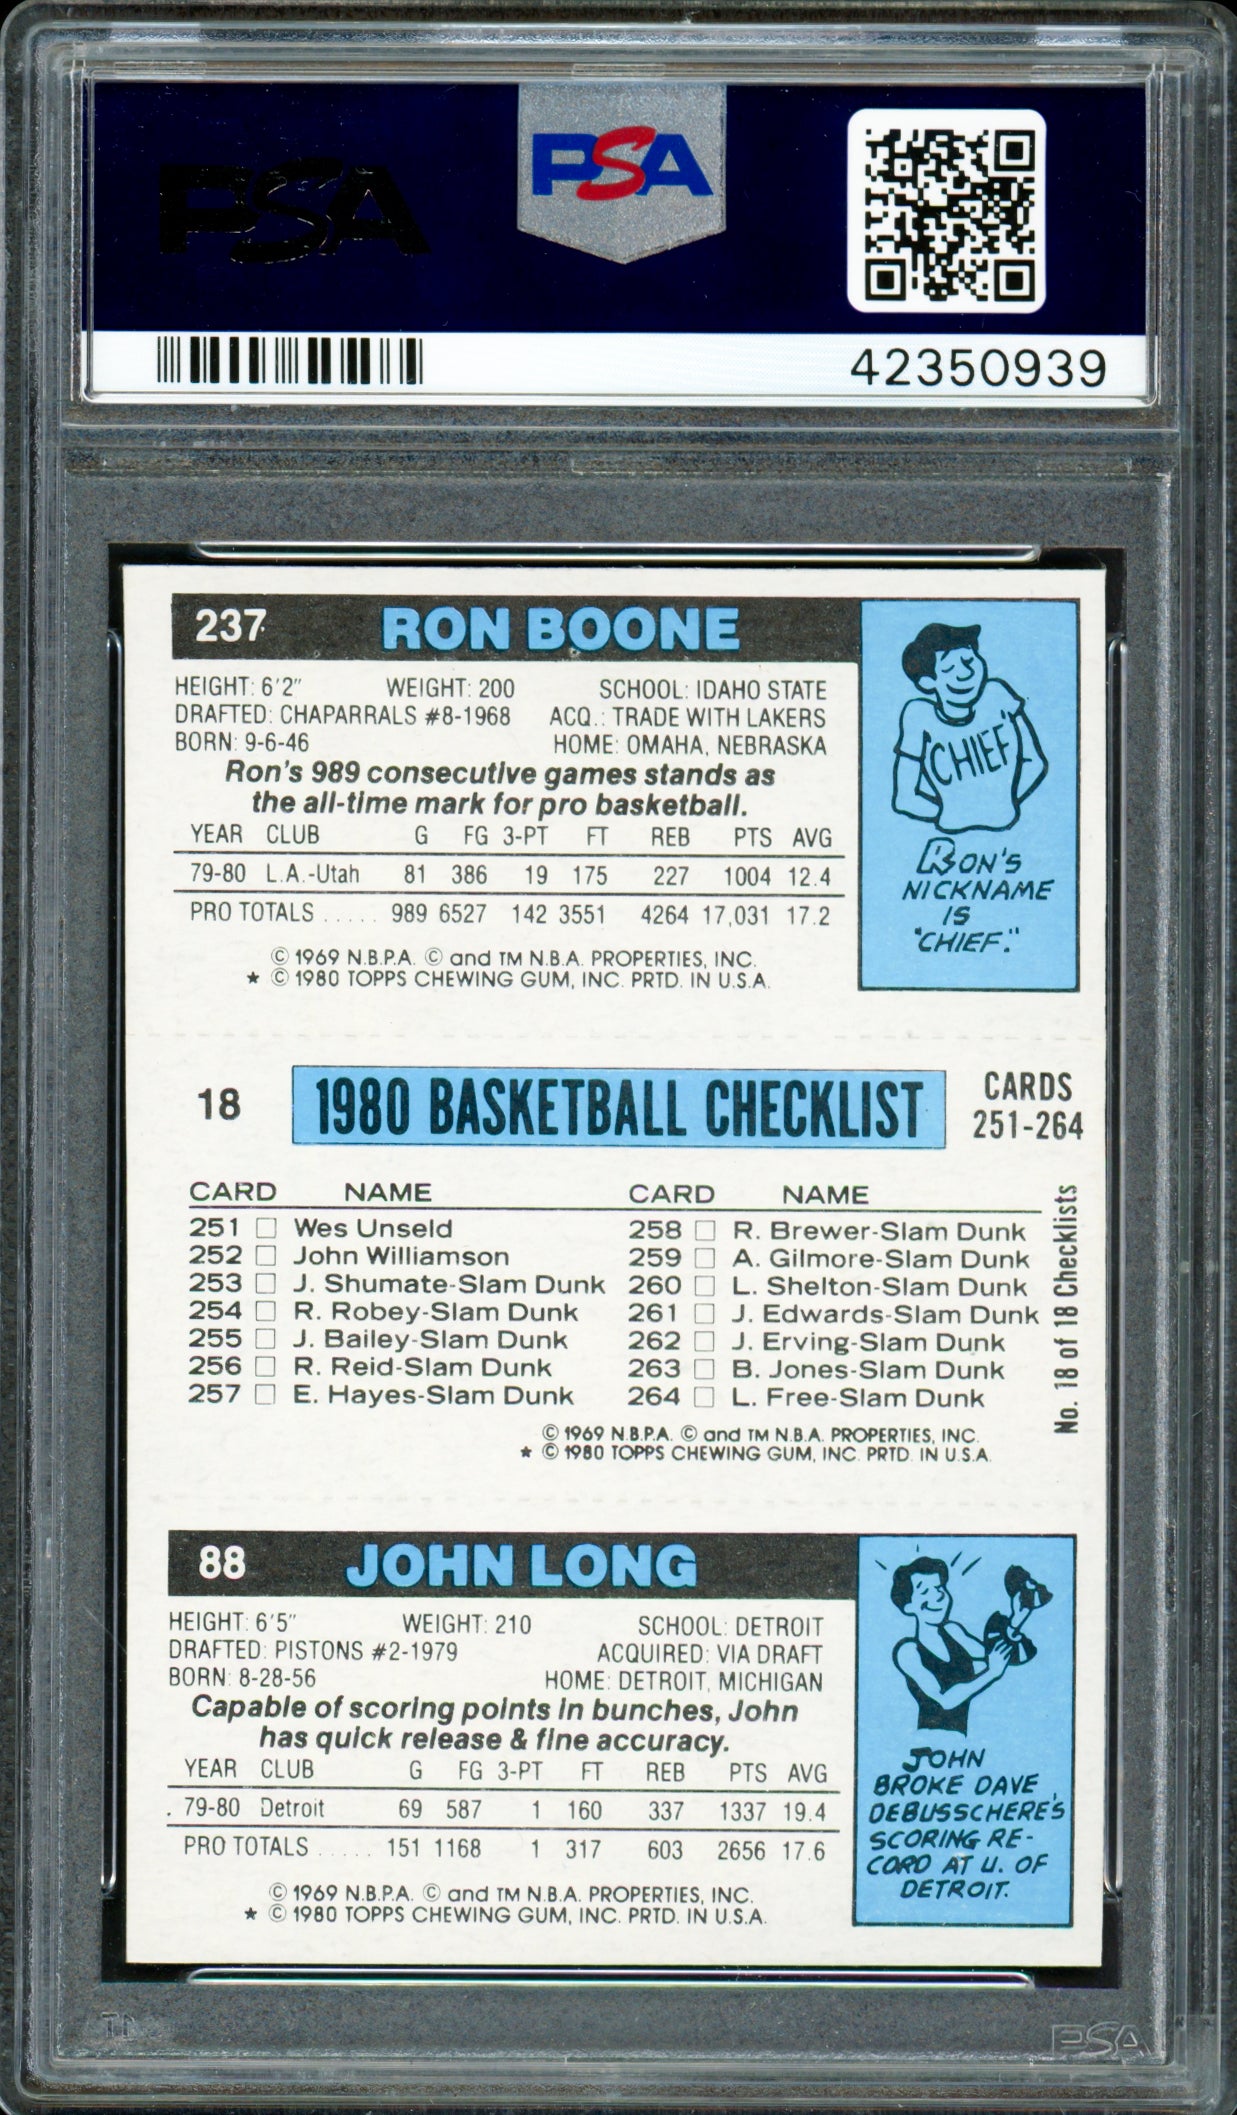 PSA
PSA
42350939
237 RON BOONE
HEIGHT: 6'2" WEIGHT: 200 SCHOOL: IDAHO STATE
DRAFTED: CHAPARRALS #8-1968 ACQ.: TRADE WITH LAKERS
BORN: 9-6-46 HOME: OMAHA, NEBRASKA
Ron's 989 consecutive games stands as
the all-time mark for pro basketball.
YEAR CLUB G FG 3-PT FT REB PTS AVG
79-80 L.A.-Utah 81 386 19 175 227 1004 12.4
PRO TOTALS ..... 989 6527 142 3551 4264 17,031 17.2
© 1969 N.B.P.A. © and TM N.B.A. PROPERTIES, INC.
★ © 1980 TOPPS CHEWING GUM, INC. PRTD. IN U.S.A.
CHIEF
RON'S
NICKNAME
IS
"CHIEF."
18 1980 BASKETBALL CHECKLIST CARDS
251-264
CARD NAME CARD NAME
251 □ Wes Unseld 258 □ R. Brewer-Slam Dunk
252 □ John Williamson 259 □ A. Gilmore-Slam Dunk
253 □ J. Shumate-Slam Dunk 260 □ L. Shelton-Slam Dunk
254 □ R. Robey-Slam Dunk 261 □ J. Edwards-Slam Dunk
255 □ J. Bailey-Slam Dunk 262 □ J. Erving-Slam Dunk
256 □ R. Reid-Slam Dunk 263 □ B. Jones-Slam Dunk
257 □ E. Hayes-Slam Dunk 264 □ L. Free-Slam Dunk
No. 18 of 18 Checklists
© 1969 N.B.P.A. © and TM N.B.A. PROPERTIES, INC.
★ © 1980 TOPPS CHEWING GUM, INC. PRTD. IN U.S.A.
88 JOHN LONG
HEIGHT: 6'5" WEIGHT: 210 SCHOOL: DETROIT
DRAFTED: PISTONS #2-1979 ACQUIRED: VIA DRAFT
BORN: 8-28-56 HOME: DETROIT, MICHIGAN
Capable of scoring points in bunches, John
has quick release & fine accuracy.
YEAR CLUB G FG 3-PT FT REB PTS AVG
79-80 Detroit 69 587 1 160 337 1337 19.4
PRO TOTALS ..... 151 1168 1 317 603 2656 17.6
© 1969 N.B.P.A. © and TM N.B.A. PROPERTIES, INC.
★ © 1980 TOPPS CHEWING GUM, INC. PRTD. IN U.S.A.
JOHN
BROKE DAVE
DEBUSSCHERE'S
SCORING RE-
CORD AT U. OF
DETROIT.
PSA